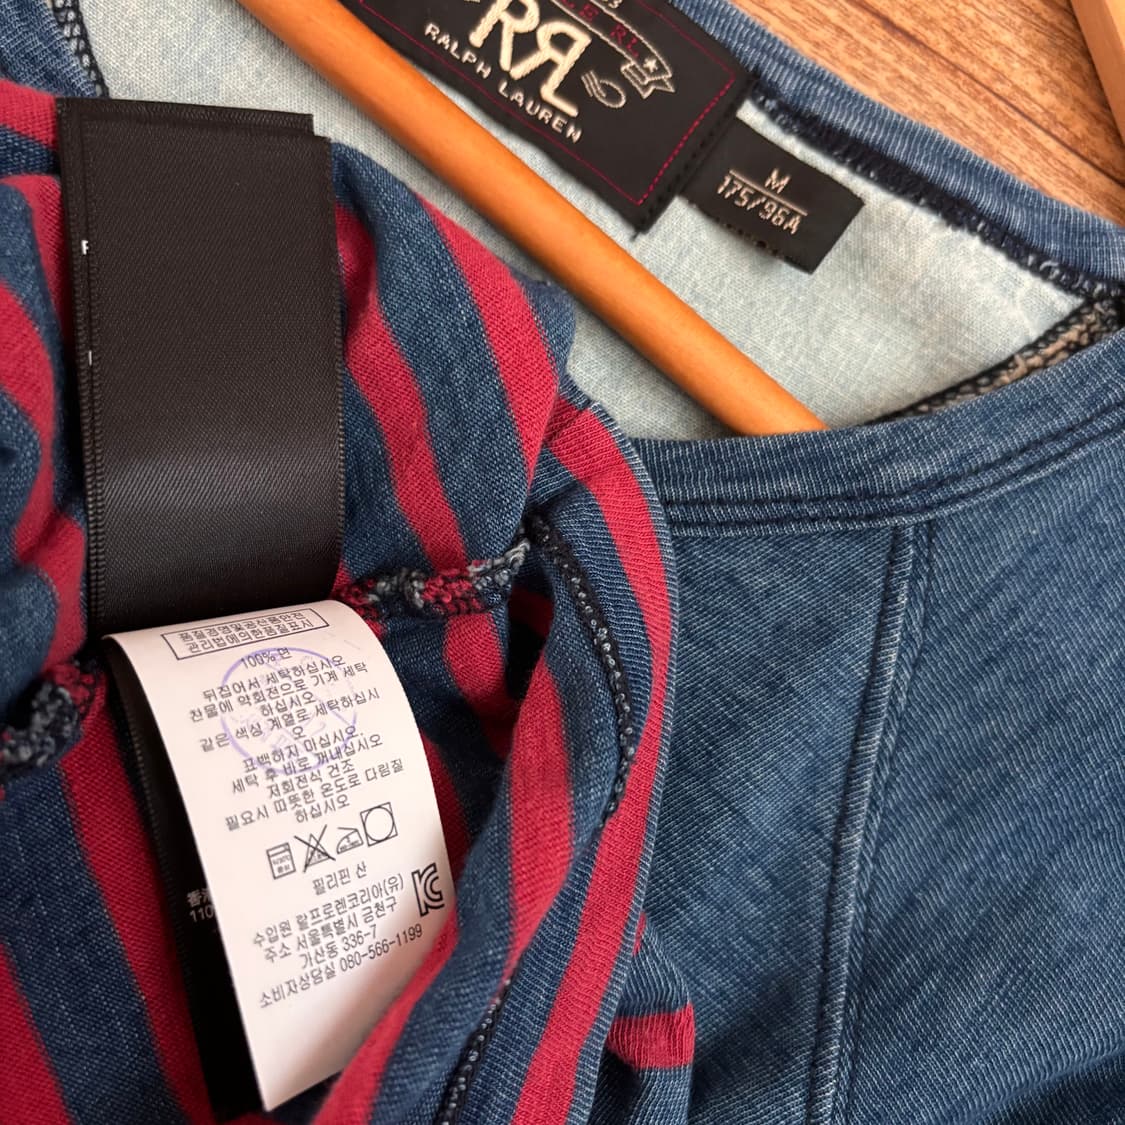 RRL
RALPH LAUREN
M
175/96A
품질경영및공산품안전
관리법에의한품질표시
100%면
뒤집어서 세탁하십시오
찬물에 약회전으로 기계 세탁
하십시오
같은 색상 계열로 세탁하십시
오
표백하지 마십시오.
세탁 후 바로 꺼내십시오
저회전식 건조
필요시 따뜻한 온도로 다림질
하십시오
필리핀 산
수입원 랄프로렌코리아(유)
주소 서울특별시 금천구
가산동 336-7
소비자상담실 080-566-1199